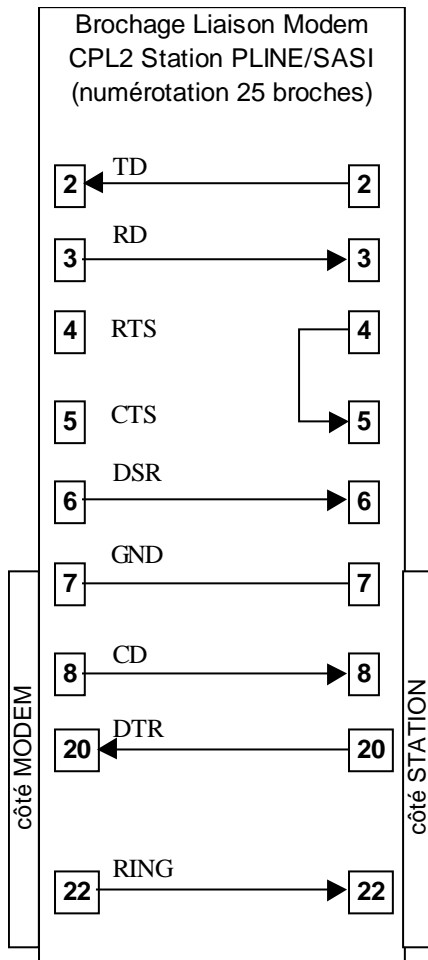 Brochage Liaison Modem
CPL2 Station PLINE/SASI
(numérotation 25 broches)
2 TD 2
3 RD 3
4 RTS 4
5 CTS 5
6 DSR 6
7 GND 7
8 CD 8
20 DTR 20
22 RING 22
côté MODEM
côté STATION